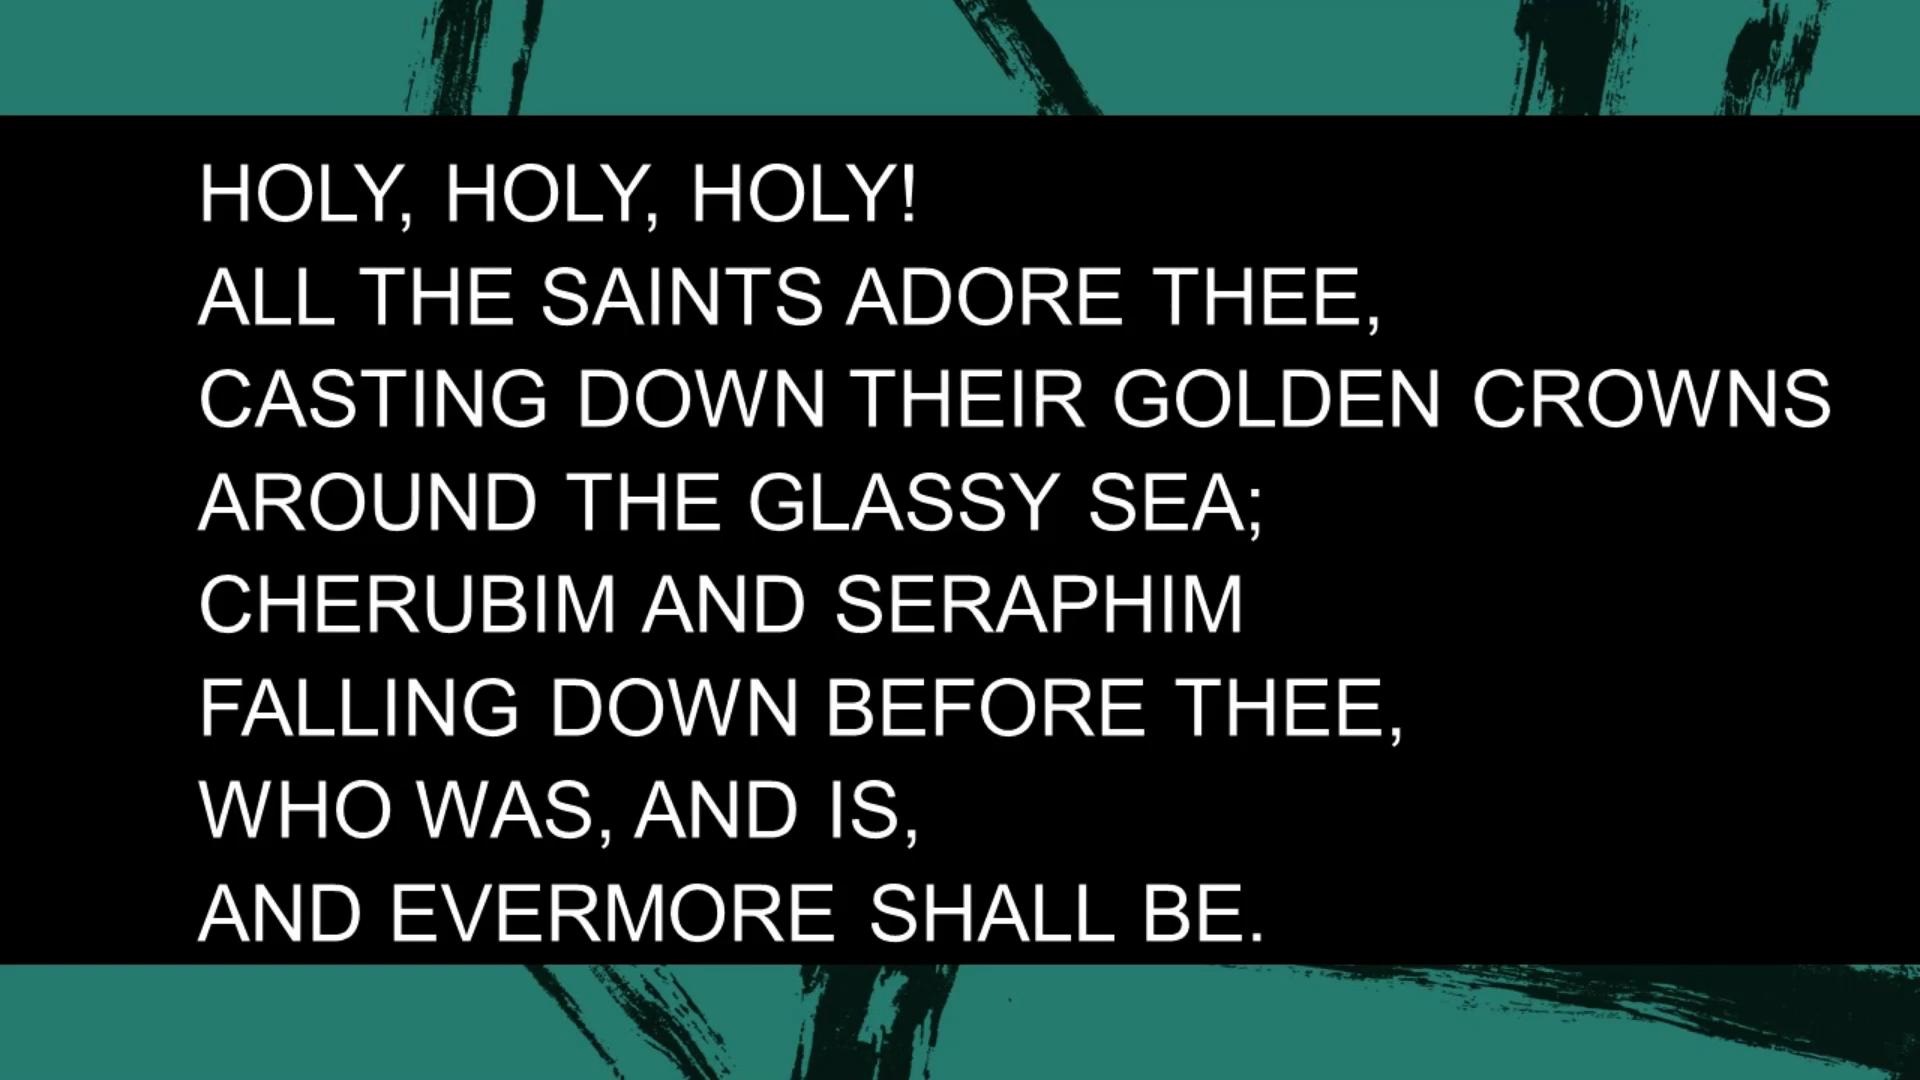 HOLY, HOLY, HOLY!
ALL THE SAINTS ADORE THEE,
CASTING DOWN THEIR GOLDEN CROWNS
AROUND THE GLASSY SEA;
CHERUBIM AND SERAPHIM
FALLING DOWN BEFORE THEE,
WHO WAS, AND IS,
AND EVERMORE SHALL BE.